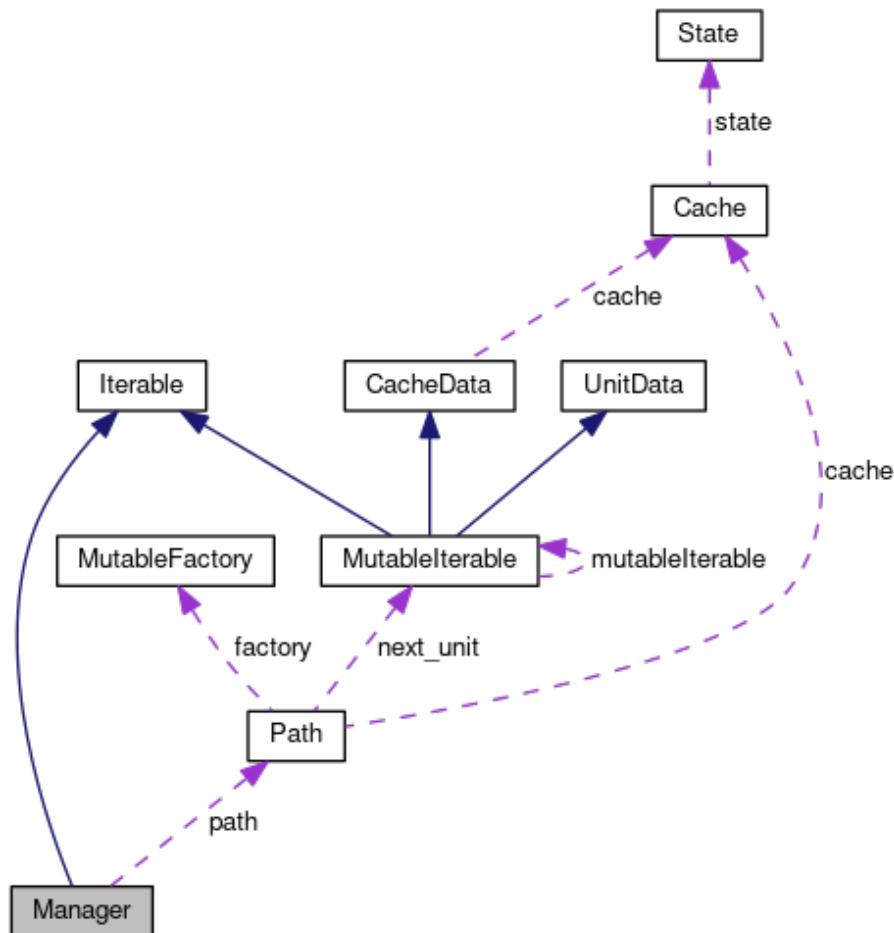 State
state
Cache
cache
Iterable
CacheData
UnitData
cache
MutableFactory
MutableIterable
mutableIterable
factory
next_unit
Path
path
Manager